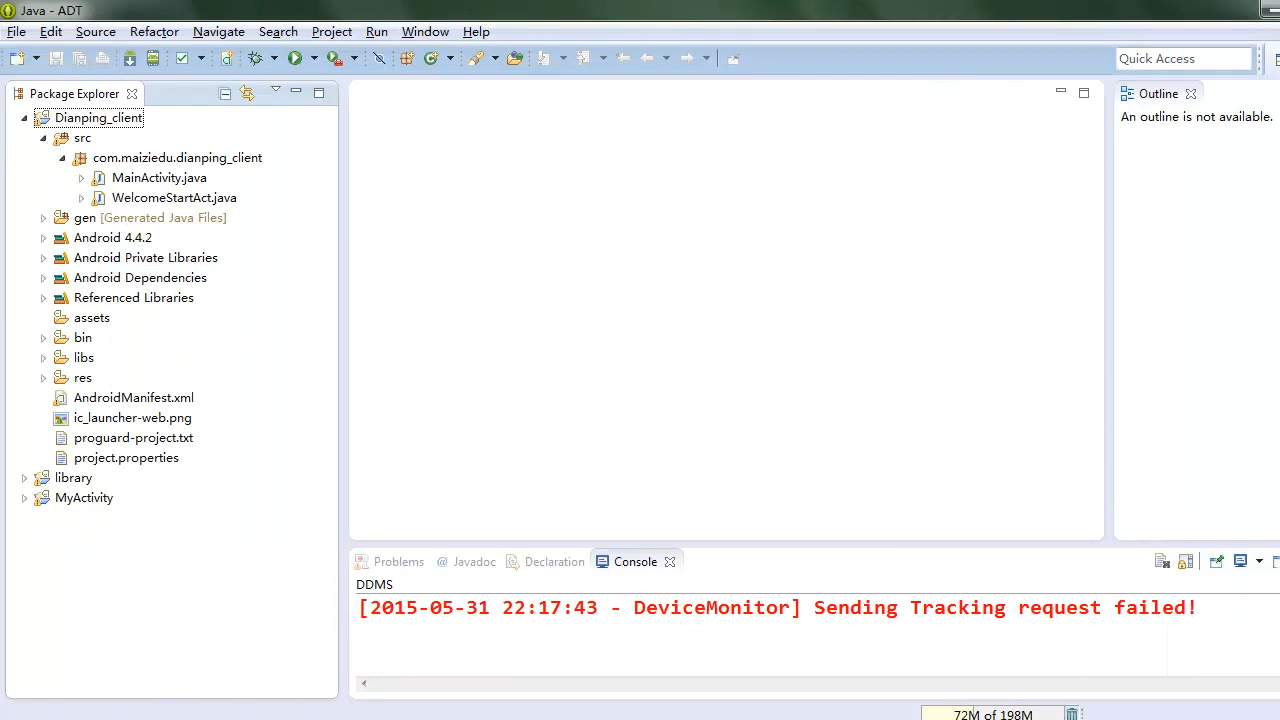 Java - ADT
File Edit Source Refactor Navigate Search Project Run Window Help
Quick Access
Package Explorer
Dianping_client
src
com.maiziedu.dianping_client
MainActivity.java
WelcomeStartAct.java
gen [Generated Java Files]
Android 4.4.2
Android Private Libraries
Android Dependencies
Referenced Libraries
assets
bin
libs
res
AndroidManifest.xml
ic_launcher-web.png
proguard-project.txt
project.properties
library
MyActivity
Outline
An outline is not available.
Problems @ Javadoc Declaration Console
DDMS
[2015-05-31 22:17:43 - DeviceMonitor] Sending Tracking request failed!
72M of 198M